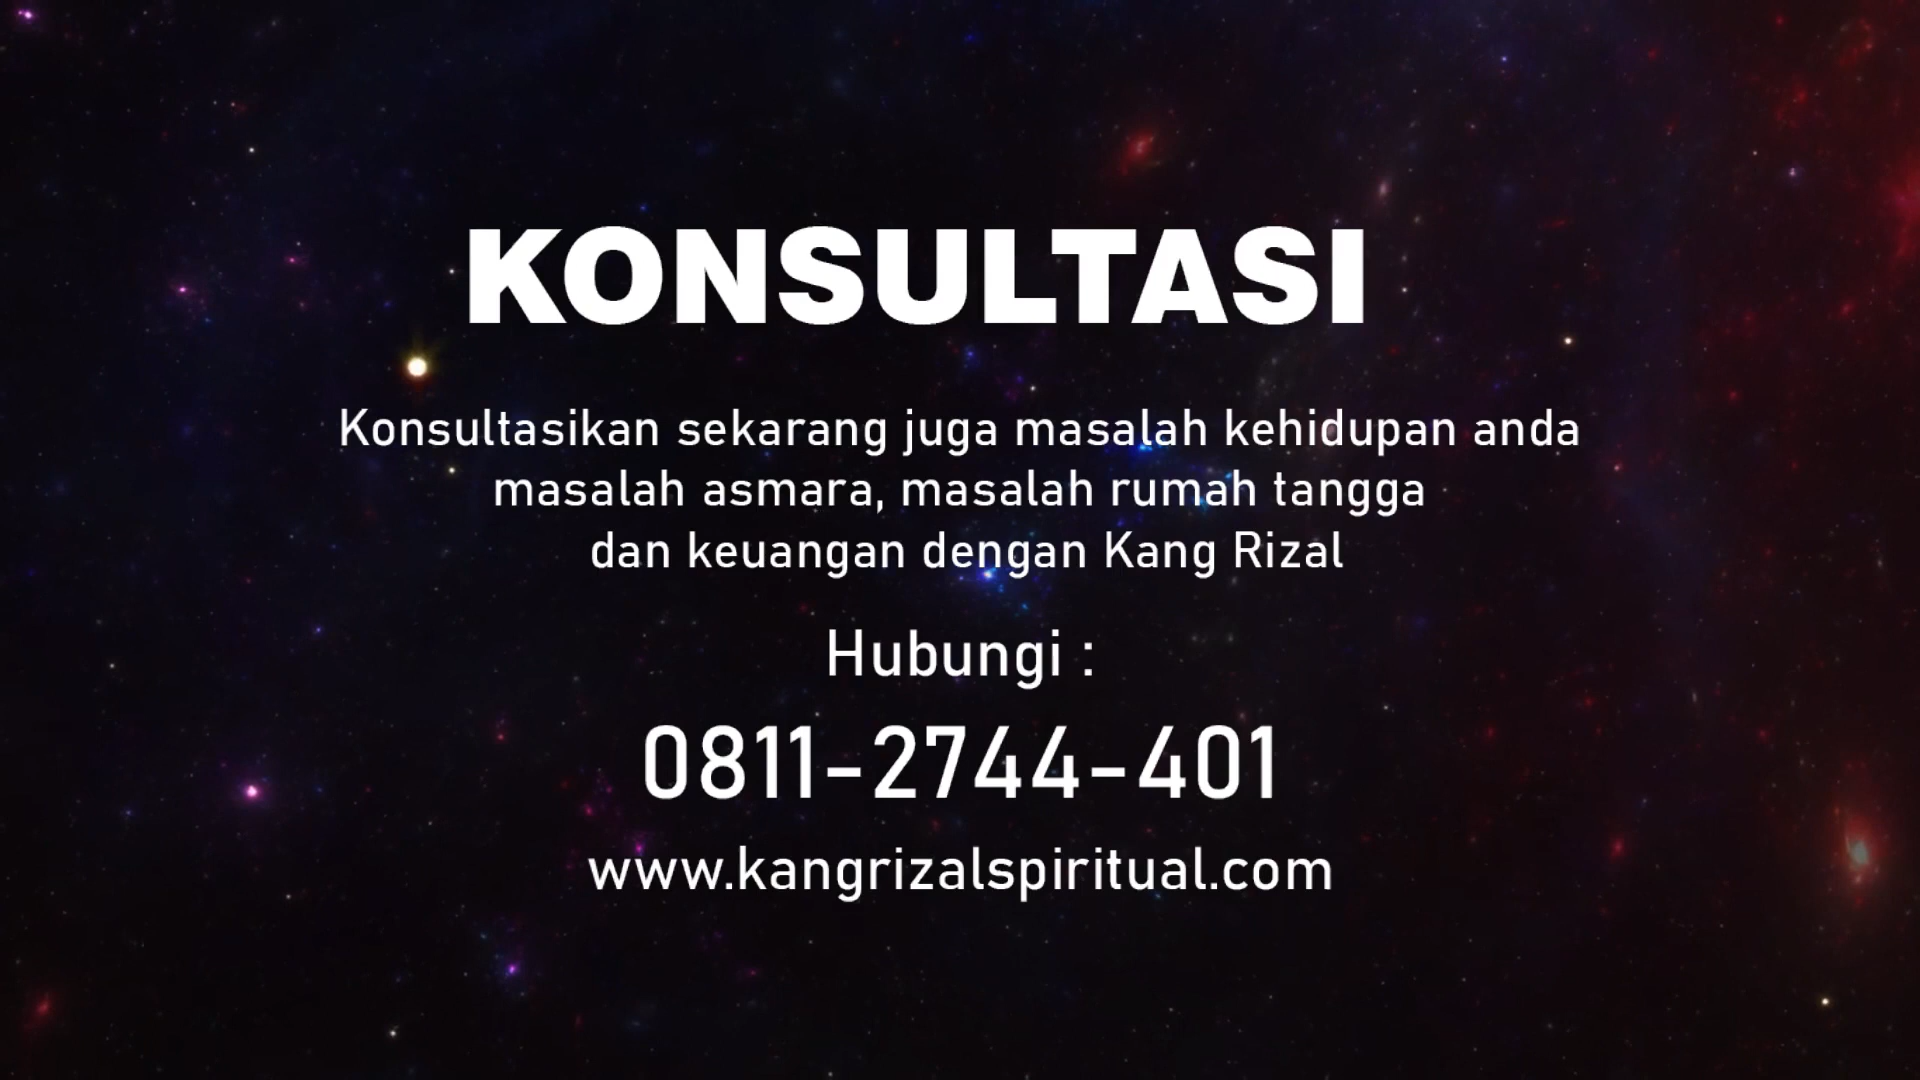 KONSULTASI
Konsultasikan sekarang juga masalah kehidupan anda
masalah asmara, masalah rumah tangga
dan keuangan dengan Kang Rizal
Hubungi :
0811-2744-401
www.kangrizalspiritual.com